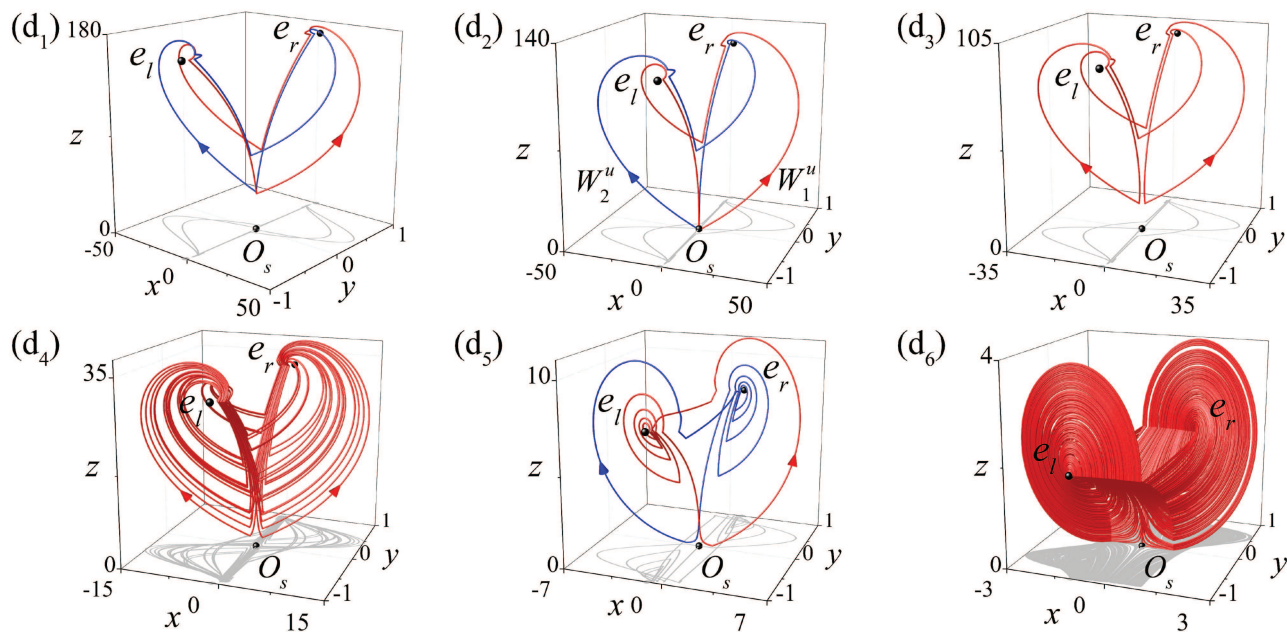 (d₁)
180
e_l
e_r
z
0
-50
x
0
50
-1
0
1
y
O_s
(d₂)
140
e_l
e_r
z
W₂ᵘ
W₁ᵘ
0
-50
x
0
50
-1
0
1
y
O_s
(d₃)
105
e_l
e_r
z
0
-35
x
0
35
-1
0
1
y
O_s
(d₄)
35
e_l
e_r
z
0
-15
x
0
15
-1
0
1
y
O_s
(d₅)
10
e_l
e_r
z
0
-7
x
0
7
-1
0
1
y
O_s
(d₆)
4
e_l
e_r
z
0
-3
x
0
3
-1
0
1
y
O_s